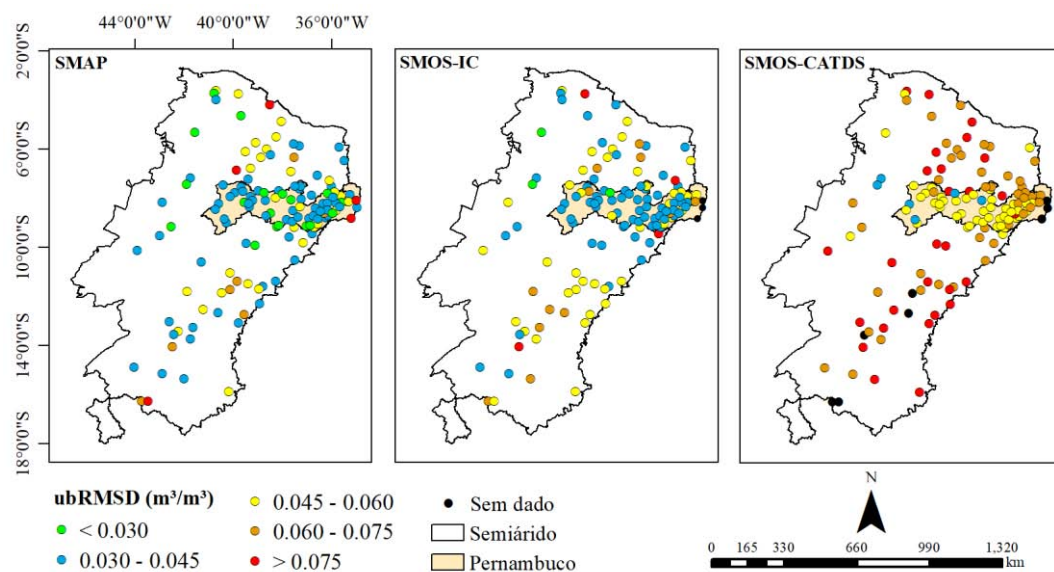 44°0'0"W 40°0'0"W 36°0'0"W
2°0'0"S
6°0'0"S
10°0'0"S
14°0'0"S
18°0'0"S
SMAP
SMOS-IC
SMOS-CATDS
ubRMSD (m³/m³)
< 0.030
0.030 - 0.045
0.045 - 0.060
0.060 - 0.075
> 0.075
Sem dado
Semiárido
Pernambuco
N
0 165 330 660 990 1,320
km